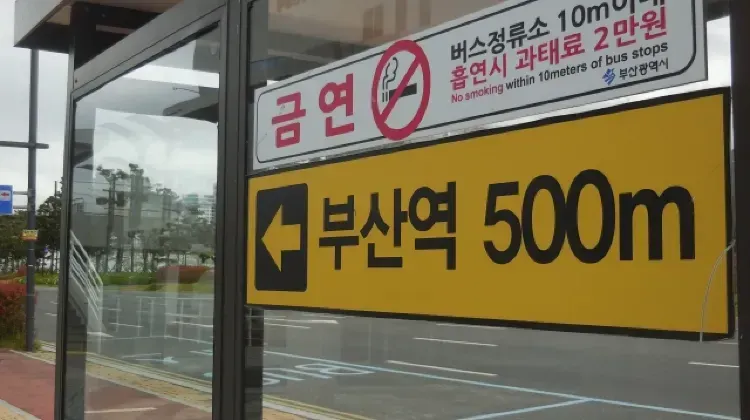 금연
버스정류소 10m이내
흡연시 과태료 2만원
No smoking within 10meters of bus stops
부산광역시
부산역 500m